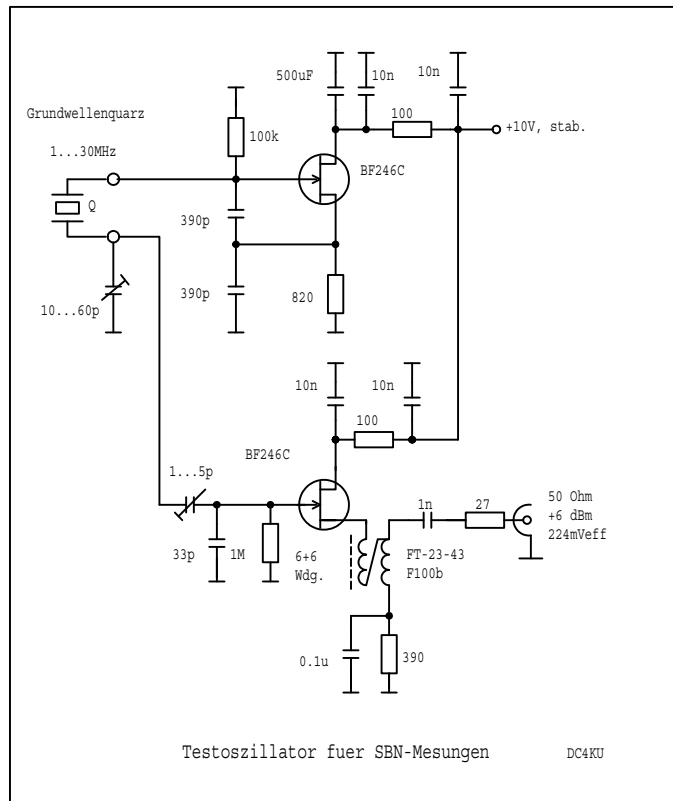 500uF
10n
10n
Grundwellenquarz
100
+10V, stab.
100k
1...30MHz
BF246C
Q
390p
390p
820
10...60p
10n
10n
100
BF246C
1...5p
50 Ohm
+6 dBm
224mVeff
1n
27
33p
1M
6+6
Wdg.
FT-23-43
F100b
0.1u
390
Testoszillator fuer SBN-Mesungen
DC4KU